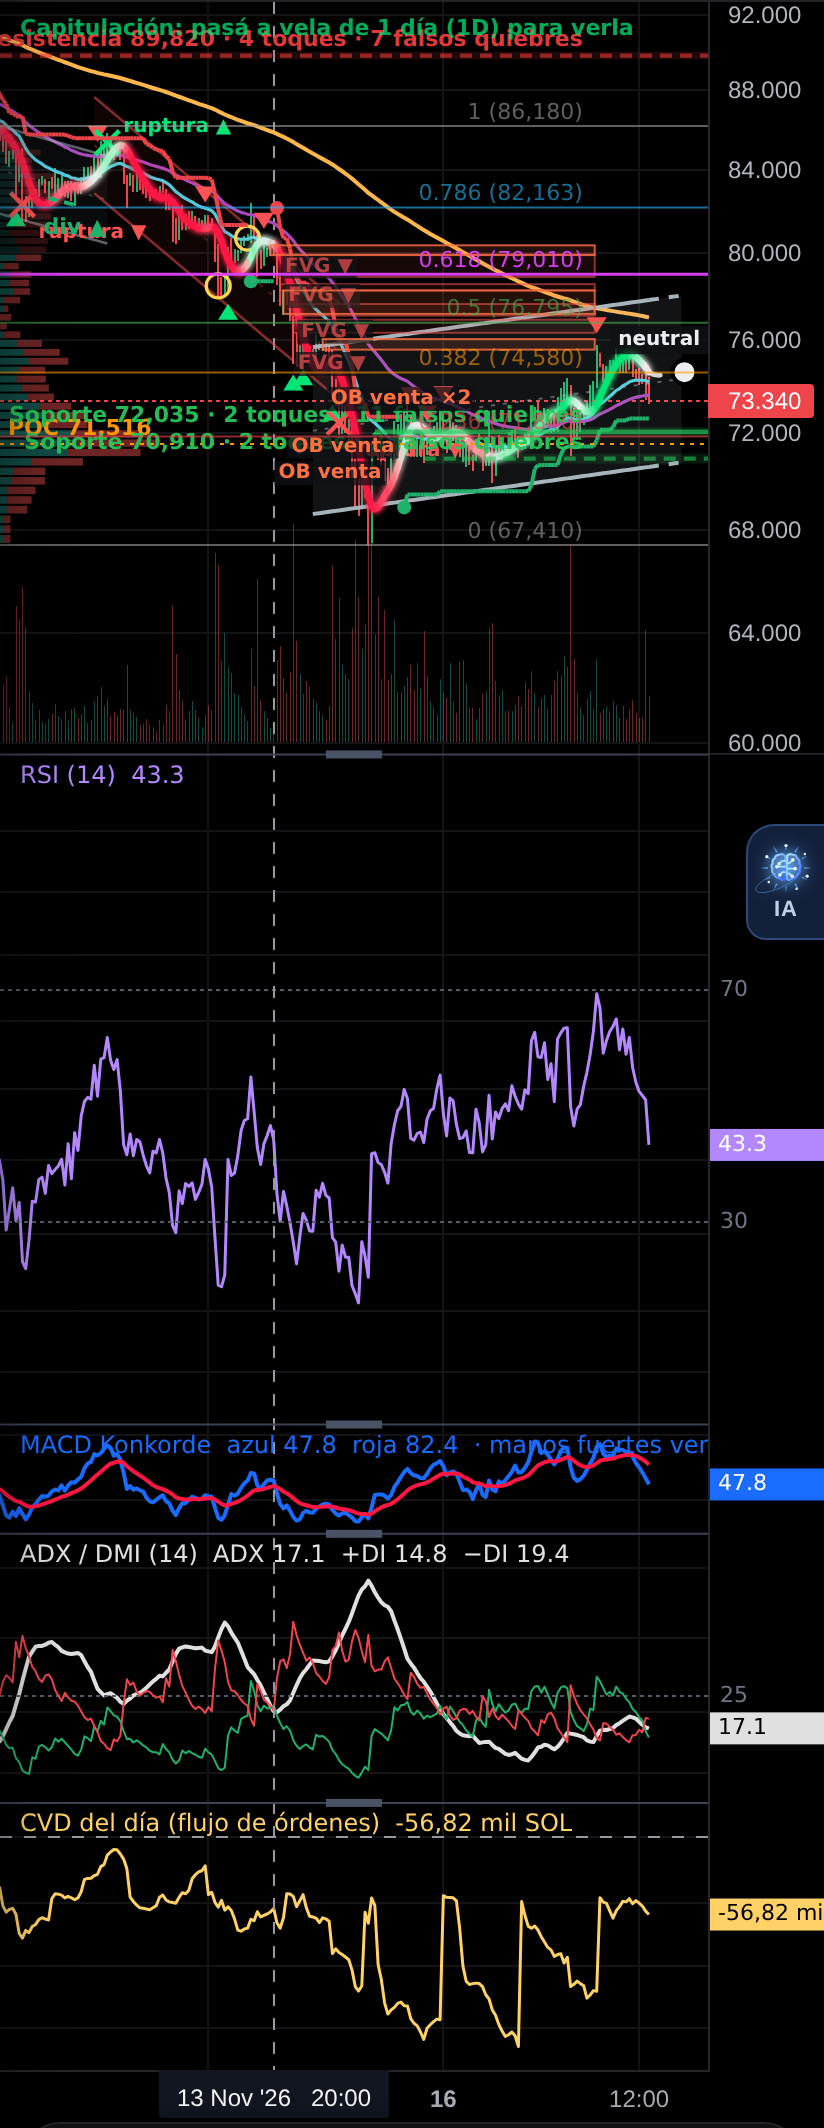 92.000
Capitulación: pasá a vela de 1 día (1D) para verla
esistencia 89,820 · 4 toques · 7 falsos quiebres
88.000
1 (86,180)
ruptura ▲
84.000
0.786 (82,163)
div ▲
ruptura ▼
80.000
0.618 (79,010)
FVG ▼
FVG ▼
0.5 (76,795)
FVG ▼
neutral
76.000
FVG ▼
0.382 (74,580)
OB venta ×2
73.340
Soporte 72,035 · 2 toques
POC 71,516
72.000
Soporte 70,910 · 2 to
quiebres
OB venta
OB venta
0 (67,410)
68.000
64.000
60.000
RSI (14) 43.3
IA
70
43.3
30
MACD Konkorde azul 47.8 roja 82.4 · manos fuertes ver
47.8
ADX / DMI (14) ADX 17.1 +DI 14.8 −DI 19.4
25
17.1
CVD del día (flujo de órdenes) -56,82 mil SOL
-56,82 mi
13 Nov '26 20:00
16
12:00